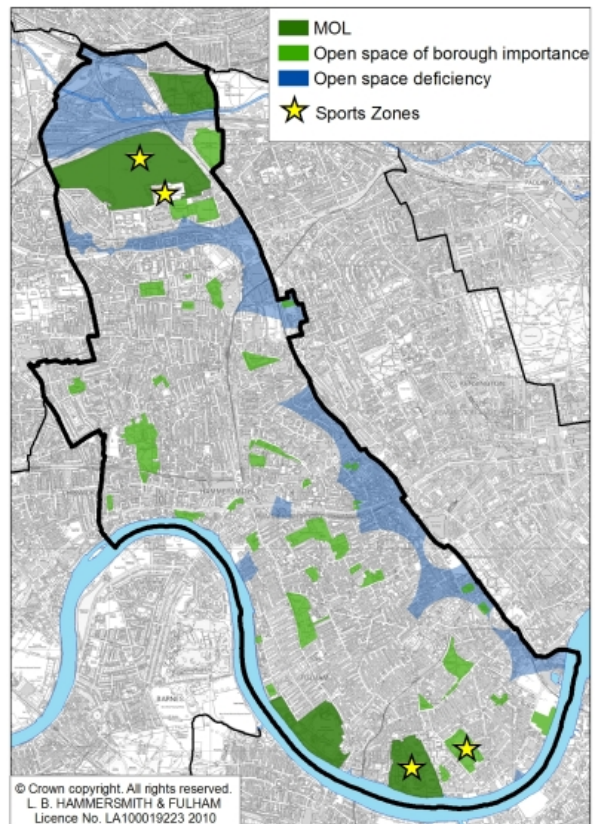 MOL
Open space of borough importance
Open space deficiency
Sports Zones
BARNES
© Crown copyright. All rights reserved.
L. B. HAMMERSMITH & FULHAM
Licence No. LA100019223 2010